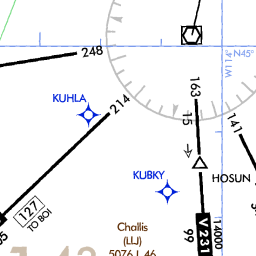 248
W114° N45°
KUHLA
214
163
15
141
KUBKY
HOSUN
127
TO BOI
V 231
99
14000
Challis
(LLJ)
5076 L 46